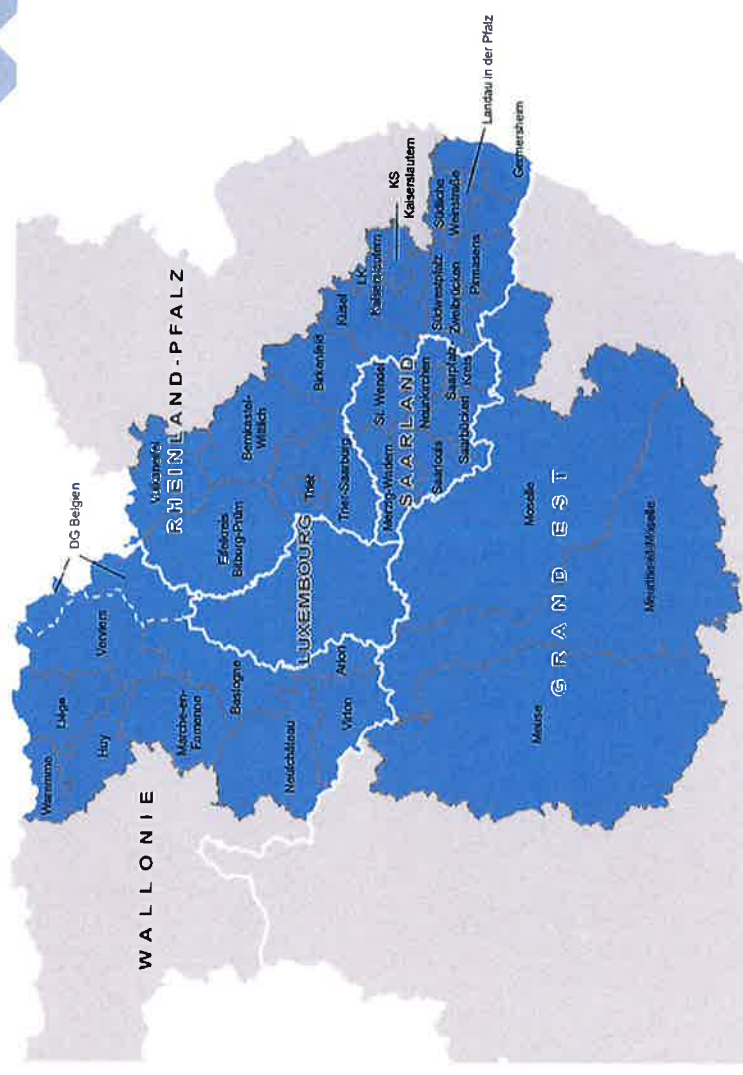 DG Belgien
WALLONIE
Waremme
Liège
Verviers
Huy
Marche-en-
Famenne
Bastogne
Neufchâteau
Arlon
Virton
RHEINLAND-PFALZ
Vulkaneifel
Eifelkreis
Bitburg-Prüm
Bernkastel-
Wittlich
LUXEMBOURG
Trier
Trier-Saarburg
Birkenfeld
Kusel
LK
Kaiserslautern
KS
Kaiserslautern
Merzig-Wadern
St. Wendel
SAARLAND
Saarlouis
Neunkirchen
Saarbrücken
Saarpfalz
Kreis
Südwestpfalz
Zweibrücken
Pirmasens
Südliche
Weinstraße
Landau in der Pfalz
Germersheim
Moselle
GRAND EST
Meuse
Meurthe-et-Moselle